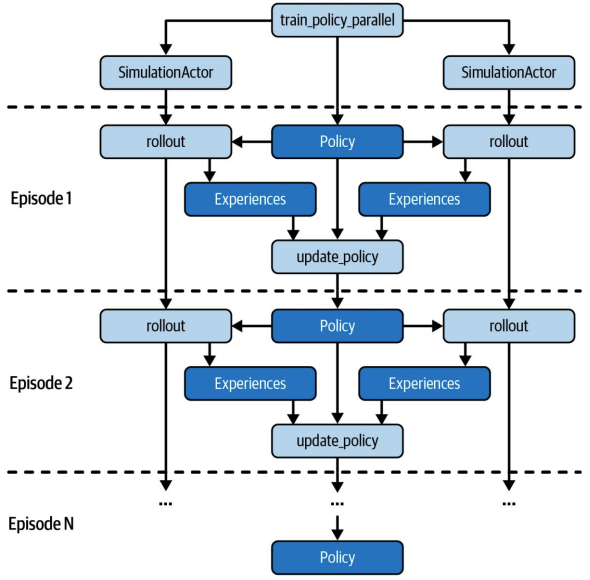 train_policy_parallel
SimulationActor
SimulationActor
rollout
Policy
rollout
Episode 1
Experiences
Experiences
update_policy
rollout
Policy
rollout
Episode 2
Experiences
Experiences
update_policy
...
...
...
Episode N
Policy